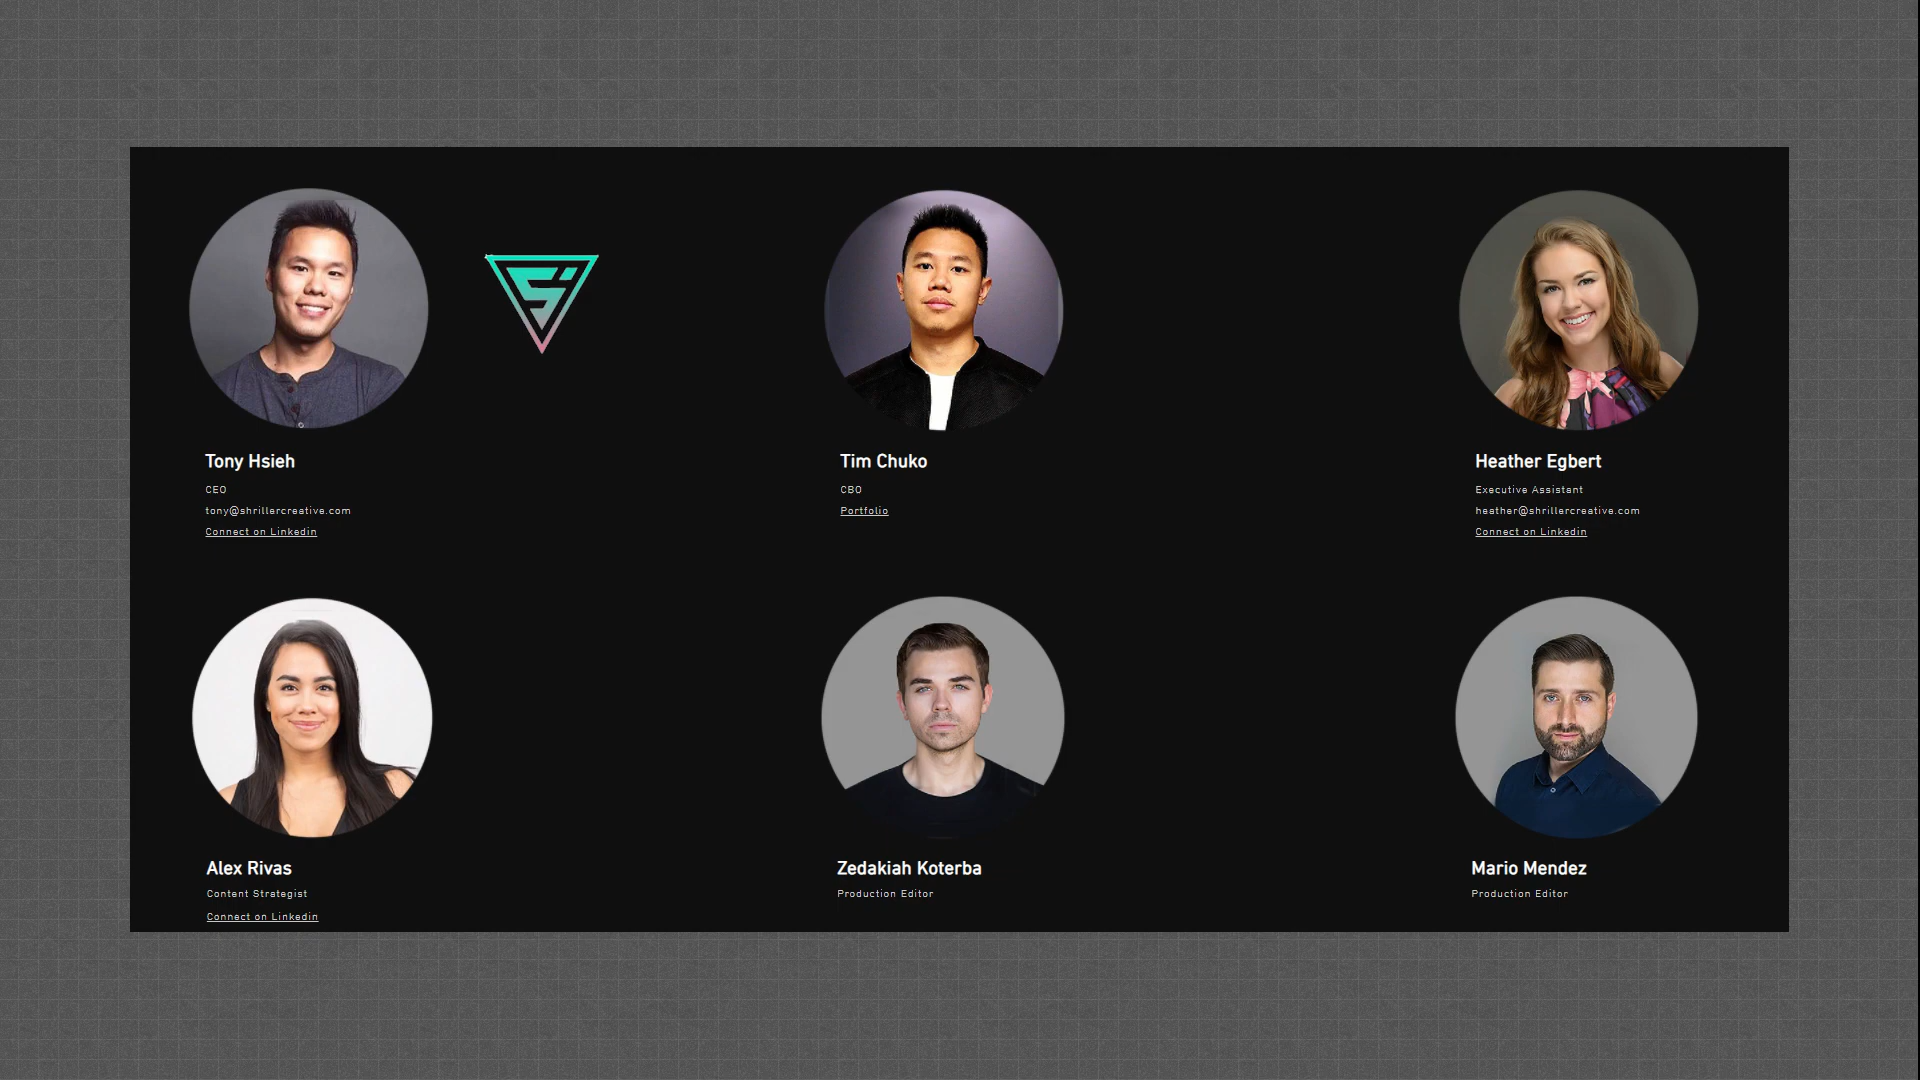 Tony Hsieh
CEO
tony@shrillercreative.com
Connect on Linkedin
Tim Chuko
CBO
Portfolio
Heather Egbert
Executive Assistant
heather@shrillercreative.com
Connect on Linkedin
Alex Rivas
Content Strategist
Connect on Linkedin
Zedakiah Koterba
Production Editor
Mario Mendez
Production Editor